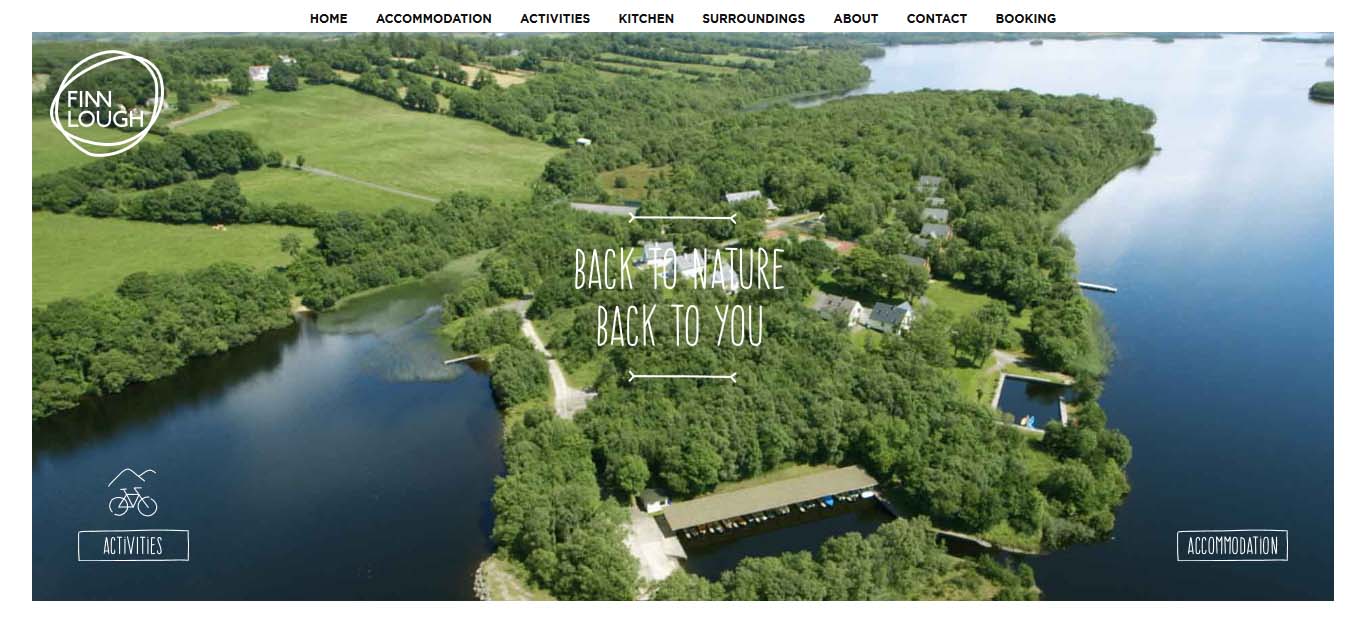 HOME ACCOMMODATION ACTIVITIES KITCHEN SURROUNDINGS ABOUT CONTACT BOOKING
FINN
LOUGH
BACK TO NATURE
BACK TO YOU
ACTIVITIES
ACCOMMODATION